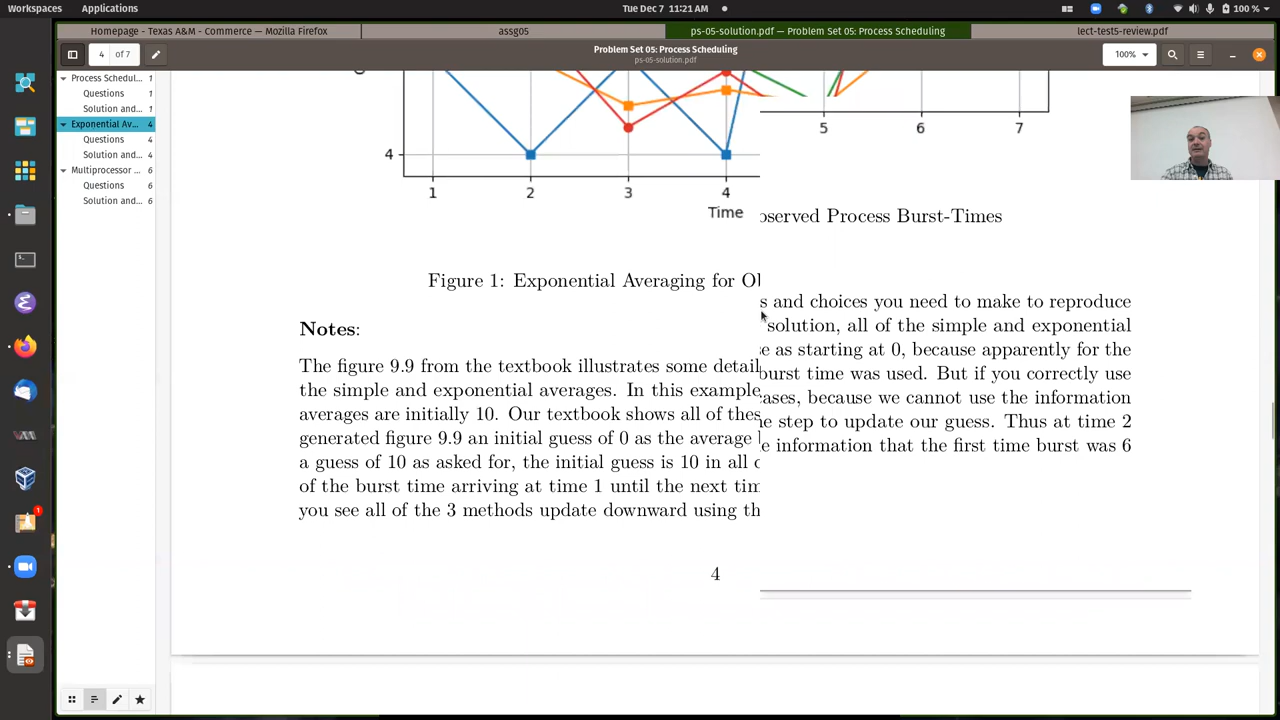 Workspaces Applications Tue Dec 7 11:21 AM 100 %
Homepage - Texas A&M - Commerce — Mozilla Firefox assg05 ps-05-solution.pdf — Problem Set 05: Process Scheduling lect-test5-review.pdf
4 of 7 Problem Set 05: Process Scheduling 100%
ps-05-solution.pdf
Process Schedul... 1
Questions 1
Solution and... 1
Exponential Av... 4
Questions 4
Solution and... 4
Multiprocessor ... 6
Questions 6
Solution and... 6
4
1 2 3 4
Time
5 6 7
Figure 1: Exponential Averaging for Ob
served Process Burst-Times
Notes:
The figure 9.9 from the textbook illustrates some detail
the simple and exponential averages. In this example
averages are initially 10. Our textbook shows all of thes
generated figure 9.9 an initial guess of 0 as the average
a guess of 10 as asked for, the initial guess is 10 in all
of the burst time arriving at time 1 until the next tim
you see all of the 3 methods update downward using th
4
s and choices you need to make to reproduce
solution, all of the simple and exponential
se as starting at 0, because apparently for the
burst time was used. But if you correctly use
cases, because we cannot use the information
e step to update our guess. Thus at time 2
e information that the first time burst was 6